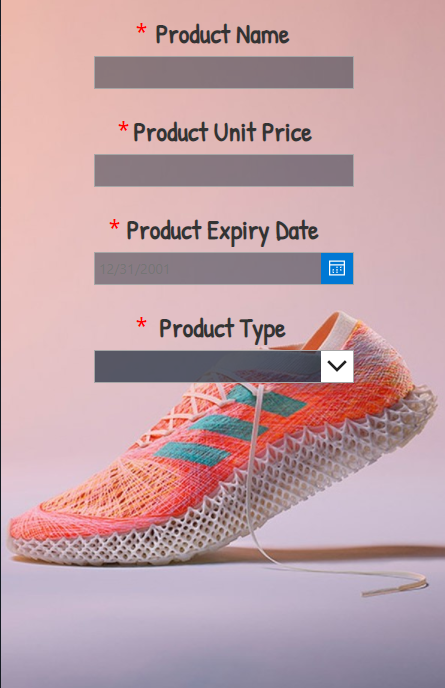 * Product Name
* Product Unit Price
* Product Expiry Date
12/31/2001
* Product Type